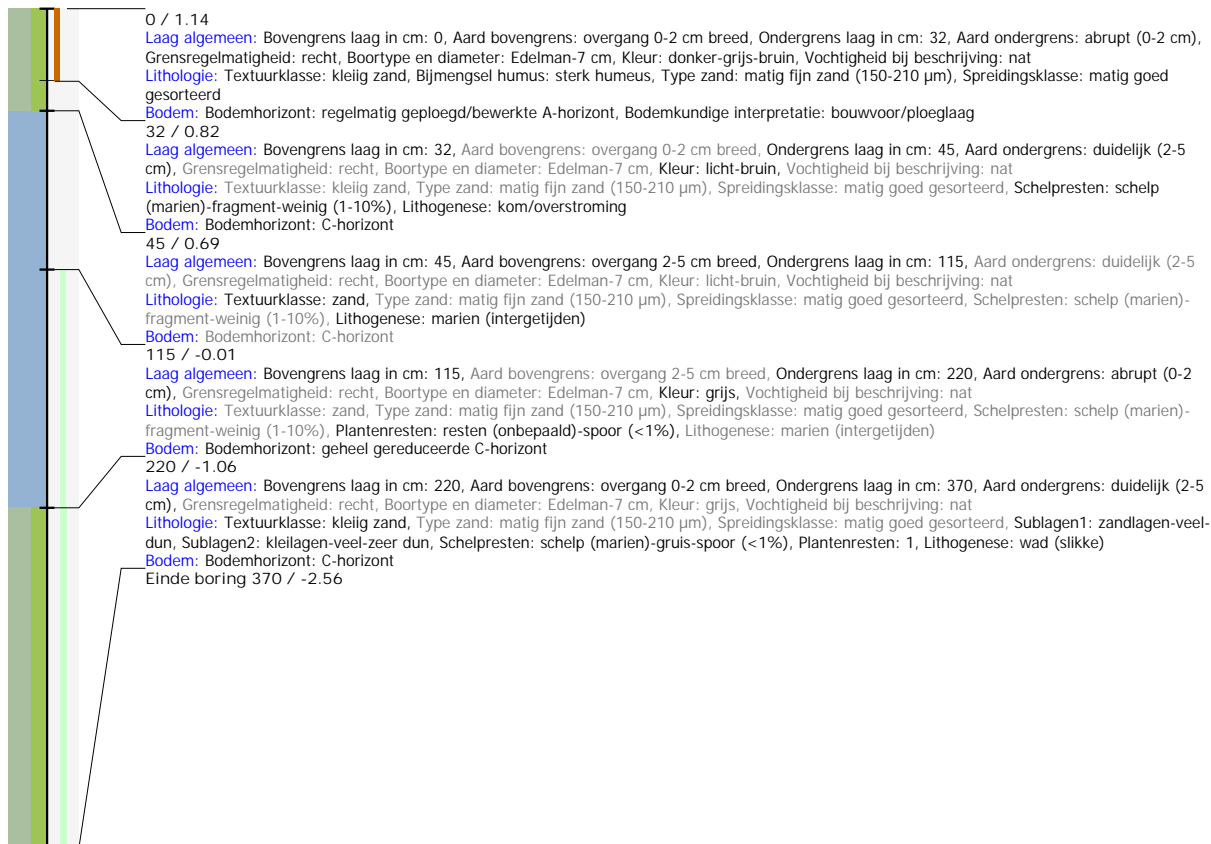 0 / 1.14
Laag algemeen: Bovengrens laag in cm: 0, Aard bovengrens: overgang 0-2 cm breed, Ondergrens laag in cm: 32, Aard ondergrens: abrupt (0-2 cm),
Grensregelmatigheid: recht, Boortype en diameter: Edelman-7 cm, Kleur: donker-grijs-bruin, Vochtigheid bij beschrijving: nat
Lithologie: Textuurklasse: kleiig zand, Bijmengsel humus: sterk humeus, Type zand: matig fijn zand (150-210 µm), Spreidingsklasse: matig goed
gesorteerd
Bodem: Bodemhorizont: regelmatig geploegd/bewerkte A-horizont, Bodemkundige interpretatie: bouwvoor/ploeglaag
32 / 0.82
Laag algemeen: Bovengrens laag in cm: 32, Aard bovengrens: overgang 0-2 cm breed, Ondergrens laag in cm: 45, Aard ondergrens: duidelijk (2-5
cm), Grensregelmatigheid: recht, Boortype en diameter: Edelman-7 cm, Kleur: licht-bruin, Vochtigheid bij beschrijving: nat
Lithologie: Textuurklasse: kleiig zand, Type zand: matig fijn zand (150-210 µm), Spreidingsklasse: matig goed gesorteerd, Schelpresten: schelp
(marien)-fragment-weinig (1-10%), Lithogenese: kom/overstroming
Bodem: Bodemhorizont: C-horizont
45 / 0.69
Laag algemeen: Bovengrens laag in cm: 45, Aard bovengrens: overgang 2-5 cm breed, Ondergrens laag in cm: 115, Aard ondergrens: duidelijk (2-5
cm), Grensregelmatigheid: recht, Boortype en diameter: Edelman-7 cm, Kleur: licht-bruin, Vochtigheid bij beschrijving: nat
Lithologie: Textuurklasse: zand, Type zand: matig fijn zand (150-210 µm), Spreidingsklasse: matig goed gesorteerd, Schelpresten: schelp (marien)-
fragment-weinig (1-10%), Lithogenese: marien (intergetijden)
Bodem: Bodemhorizont: C-horizont
115 / -0.01
Laag algemeen: Bovengrens laag in cm: 115, Aard bovengrens: overgang 2-5 cm breed, Ondergrens laag in cm: 220, Aard ondergrens: abrupt (0-2
cm), Grensregelmatigheid: recht, Boortype en diameter: Edelman-7 cm, Kleur: grijs, Vochtigheid bij beschrijving: nat
Lithologie: Textuurklasse: zand, Type zand: matig fijn zand (150-210 µm), Spreidingsklasse: matig goed gesorteerd, Schelpresten: schelp (marien)-
fragment-weinig (1-10%), Plantenresten: resten (onbepaald)-spoor (<1%), Lithogenese: marien (intergetijden)
Bodem: Bodemhorizont: geheel gereduceerde C-horizont
220 / -1.06
Laag algemeen: Bovengrens laag in cm: 220, Aard bovengrens: overgang 0-2 cm breed, Ondergrens laag in cm: 370, Aard ondergrens: duidelijk (2-5
cm), Grensregelmatigheid: recht, Boortype en diameter: Edelman-7 cm, Kleur: grijs, Vochtigheid bij beschrijving: nat
Lithologie: Textuurklasse: kleiig zand, Type zand: matig fijn zand (150-210 µm), Spreidingsklasse: matig goed gesorteerd, Sublagen1: zandlagen-veel-
dun, Sublagen2: kleilagen-veel-zeer dun, Schelpresten: schelp (marien)-gruis-spoor (<1%), Plantenresten: 1, Lithogenese: wad (slikke)
Bodem: Bodemhorizont: C-horizont
Einde boring 370 / -2.56